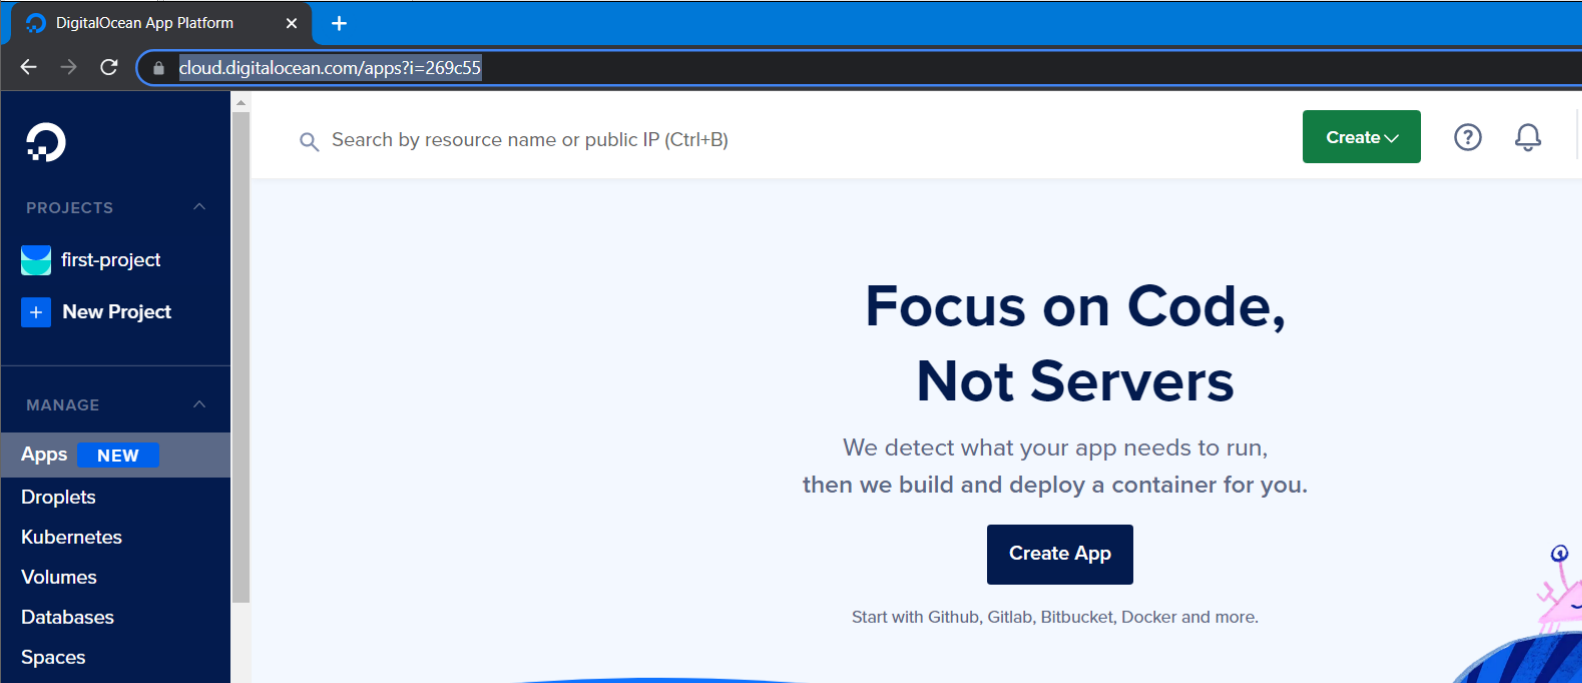 DigitalOcean App Platform
cloud.digitalocean.com/apps?i=269c55
Search by resource name or public IP (Ctrl+B)
Create
PROJECTS
first-project
New Project
MANAGE
Apps NEW
Droplets
Kubernetes
Volumes
Databases
Spaces
Focus on Code,
Not Servers
We detect what your app needs to run,
then we build and deploy a container for you.
Create App
Start with Github, Gitlab, Bitbucket, Docker and more.